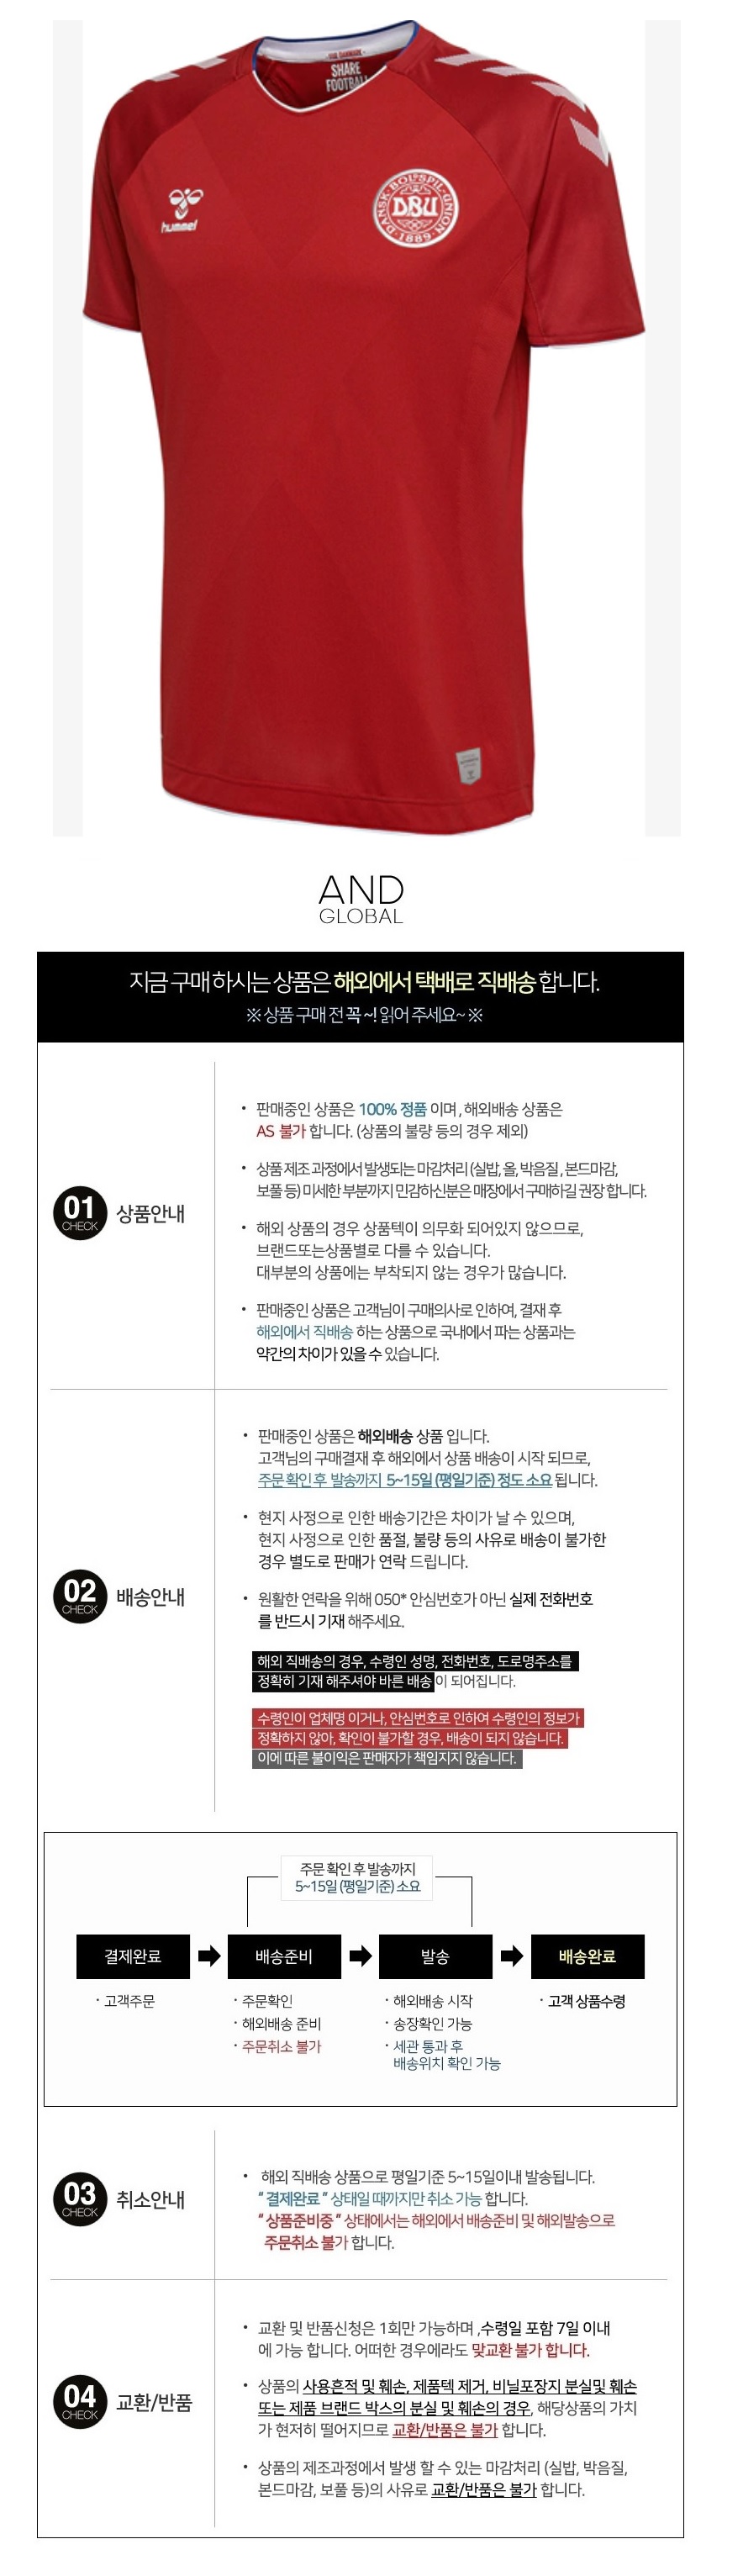 SHARE
FOOTBALL
hummel
DANSK BOLDSPIL-UNION
DBU
1889
AND
GLOBAL
지금 구매 하시는 상품은 해외에서 택배로 직배송 합니다.
※ 상품 구매 전 꼭 ~! 읽어 주세요~ ※
01
CHECK
상품안내
• 판매중인 상품은 100% 정품 이며, 해외배송 상품은
AS 불가 합니다. (상품의 불량 등의 경우 제외)
• 상품 제조 과정에서 발생되는 마감처리 (실밥, 올, 박음질, 본드마감,
보풀 등) 미세한 부분까지 민감하신분은 매장에서 구매하길 권장 합니다.
• 해외 상품의 경우 상품텍이 의무화 되어있지 않으므로,
브랜드또는상품별로 다를 수 있습니다.
대부분의 상품에는 부착되지 않는 경우가 많습니다.
• 판매중인 상품은 고객님이 구매의사로 인하여, 결재 후
해외에서 직배송 하는 상품으로 국내에서 파는 상품과는
약간의 차이가 있을 수 있습니다.
02
CHECK
배송안내
• 판매중인 상품은 해외배송 상품 입니다.
고객님의 구매결재 후 해외에서 상품 배송이 시작 되므로,
주문 확인 후 발송까지 5~15일 (평일기준) 정도 소요 됩니다.
• 현지 사정으로 인한 배송기간은 차이가 날 수 있으며,
현지 사정으로 인한 품절, 불량 등의 사유로 배송이 불가한
경우 별도로 판매가 연락 드립니다.
• 원활한 연락을 위해 050* 안심번호가 아닌 실제 전화번호
를 반드시 기재 해주세요.
해외 직배송의 경우, 수령인 성명, 전화번호, 도로명주소를
정확히 기재 해주셔야 바른 배송이 되어집니다.
수령인이 업체명 이거나, 안심번호로 인하여 수령인의 정보가
정확하지 않아, 확인이 불가할 경우, 배송이 되지 않습니다.
이에 따른 불이익은 판매자가 책임지지 않습니다.
주문 확인 후 발송까지
5~15일 (평일기준) 소요
결제완료
배송준비
발송
배송완료
· 고객주문
· 주문확인
· 해외배송 준비
· 주문취소 불가
· 해외배송 시작
· 송장확인 가능
· 세관 통과 후
배송위치 확인 가능
· 고객 상품수령
03
CHECK
취소안내
• 해외 직배송 상품으로 평일기준 5~15일이내 발송됩니다.
“ 결제완료 ” 상태일 때까지만 취소 가능 합니다.
“ 상품준비중 ” 상태에서는 해외에서 배송준비 및 해외발송으로
주문취소 불가 합니다.
04
CHECK
교환/반품
• 교환 및 반품신청은 1회만 가능하며 ,수령일 포함 7일 이내
에 가능 합니다. 어떠한 경우에라도 맞교환 불가 합니다.
• 상품의 사용흔적 및 훼손, 제품텍 제거, 비닐포장지 분실및 훼손
또는 제품 브랜드 박스의 분실 및 훼손의 경우, 해당상품의 가치
가 현저히 떨어지므로 교환/반품은 불가 합니다.
• 상품의 제조과정에서 발생 할 수 있는 마감처리 (실밥, 박음질,
본드마감, 보풀 등)의 사유로 교환/반품은 불가 합니다.